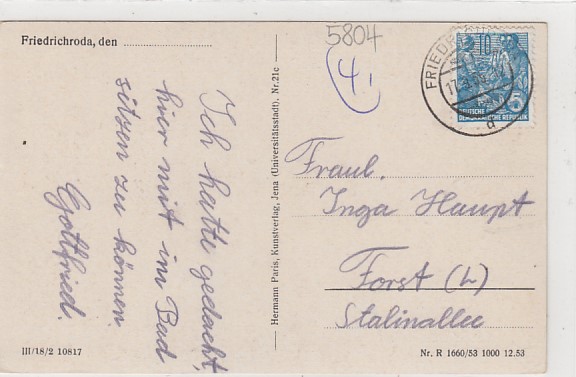 5804
4,
Friedrichroda, den
Ich hatte gedacht,
hier mit im Bad
sitzen zu können
Gottfried.
III/18/2 10817
Hermann Paris, Kunstverlag, Jena (Universitätsstadt), Nr. 21c
10
5
DEUTSCHE
DEMOKRATISCHE REPUBLIK
a
Fraul.
Inga Haupt
Forst (L)
Stalinallee
Nr. R 1660/53 1000 12.53